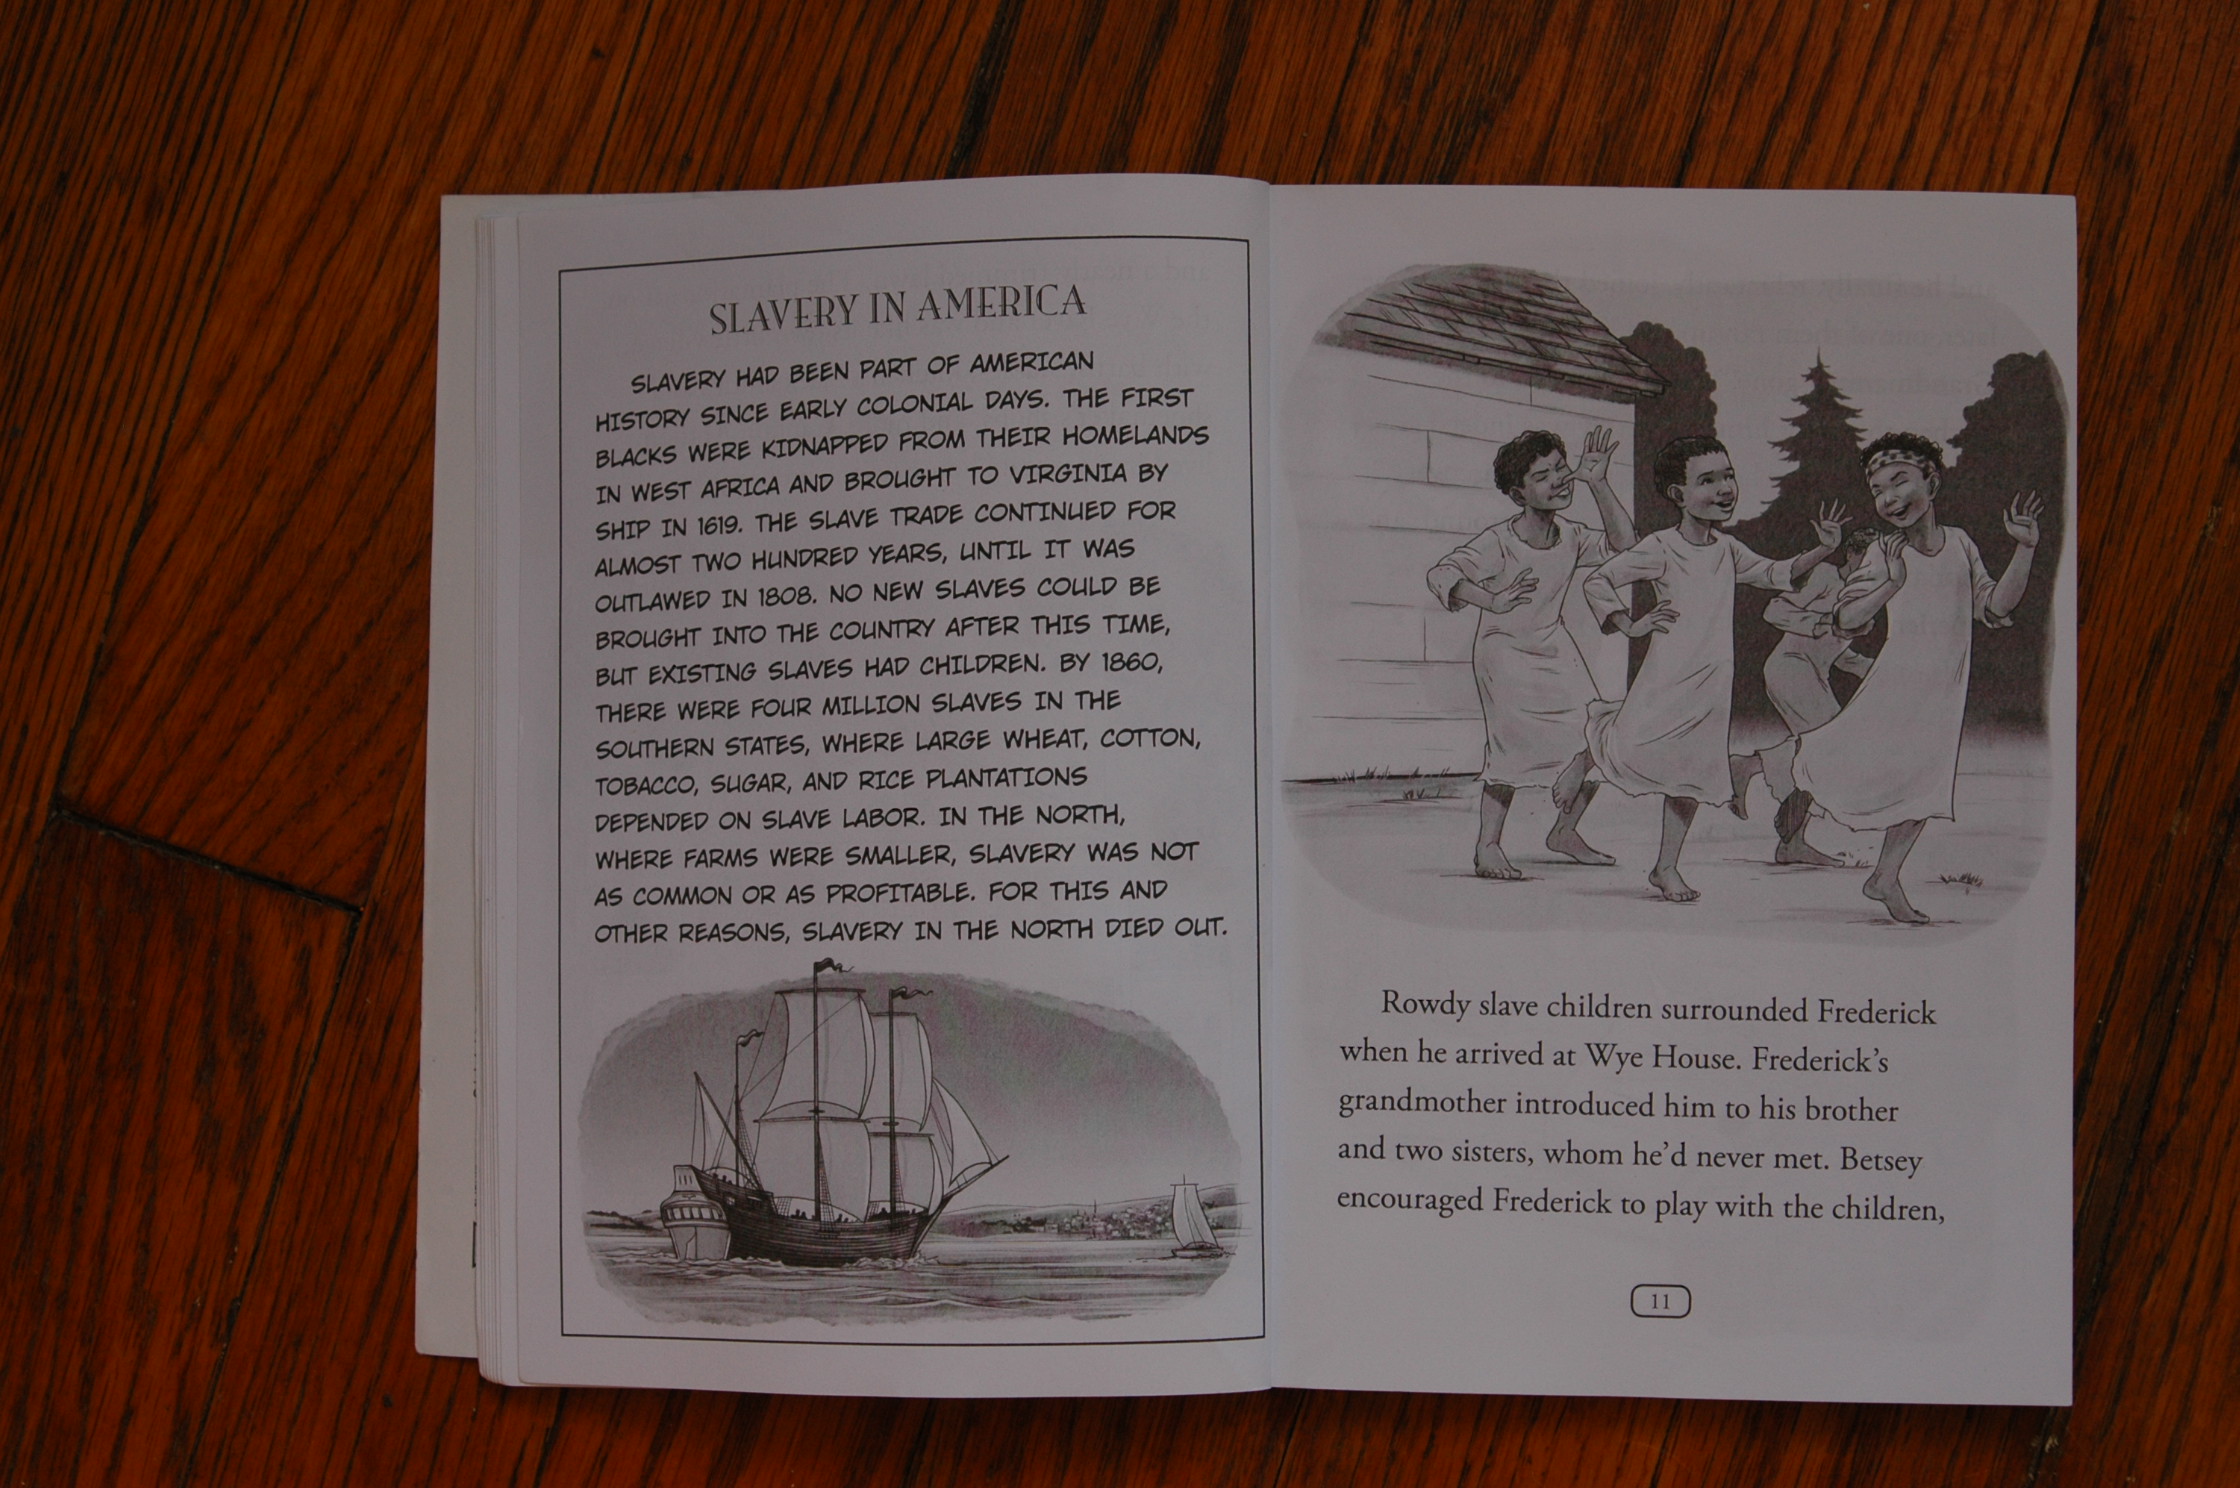 SLAVERY IN AMERICA
SLAVERY HAD BEEN PART OF AMERICAN
HISTORY SINCE EARLY COLONIAL DAYS. THE FIRST
BLACKS WERE KIDNAPPED FROM THEIR HOMELANDS
IN WEST AFRICA AND BROUGHT TO VIRGINIA BY
SHIP IN 1619. THE SLAVE TRADE CONTINUED FOR
ALMOST TWO HUNDRED YEARS, UNTIL IT WAS
OUTLAWED IN 1808. NO NEW SLAVES COULD BE
BROUGHT INTO THE COUNTRY AFTER THIS TIME,
BUT EXISTING SLAVES HAD CHILDREN. BY 1860,
THERE WERE FOUR MILLION SLAVES IN THE
SOUTHERN STATES, WHERE LARGE WHEAT, COTTON,
TOBACCO, SUGAR, AND RICE PLANTATIONS
DEPENDED ON SLAVE LABOR. IN THE NORTH,
WHERE FARMS WERE SMALLER, SLAVERY WAS NOT
AS COMMON OR AS PROFITABLE. FOR THIS AND
OTHER REASONS, SLAVERY IN THE NORTH DIED OUT.
Rowdy slave children surrounded Frederick
when he arrived at Wye House. Frederick's
grandmother introduced him to his brother
and two sisters, whom he'd never met. Betsey
encouraged Frederick to play with the children,
11